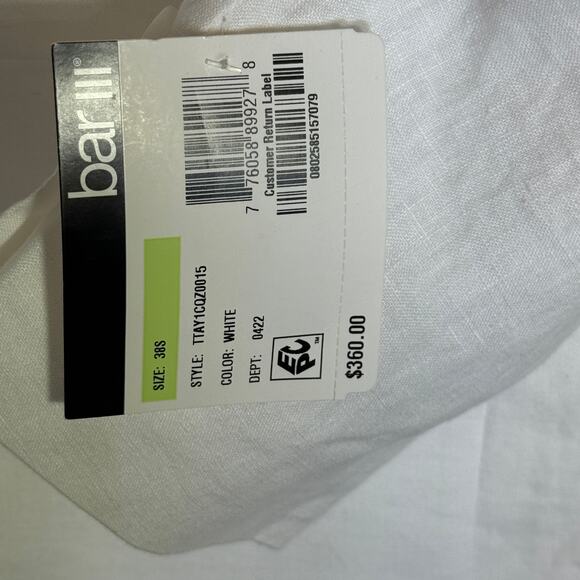 bar III®
SIZE: 38S
STYLE: TTAY1CQZ0015
COLOR: WHITE
DEPT: 0422
EPC™
7 76058 89927 8
Customer Return Label
0802585157079
$360.00